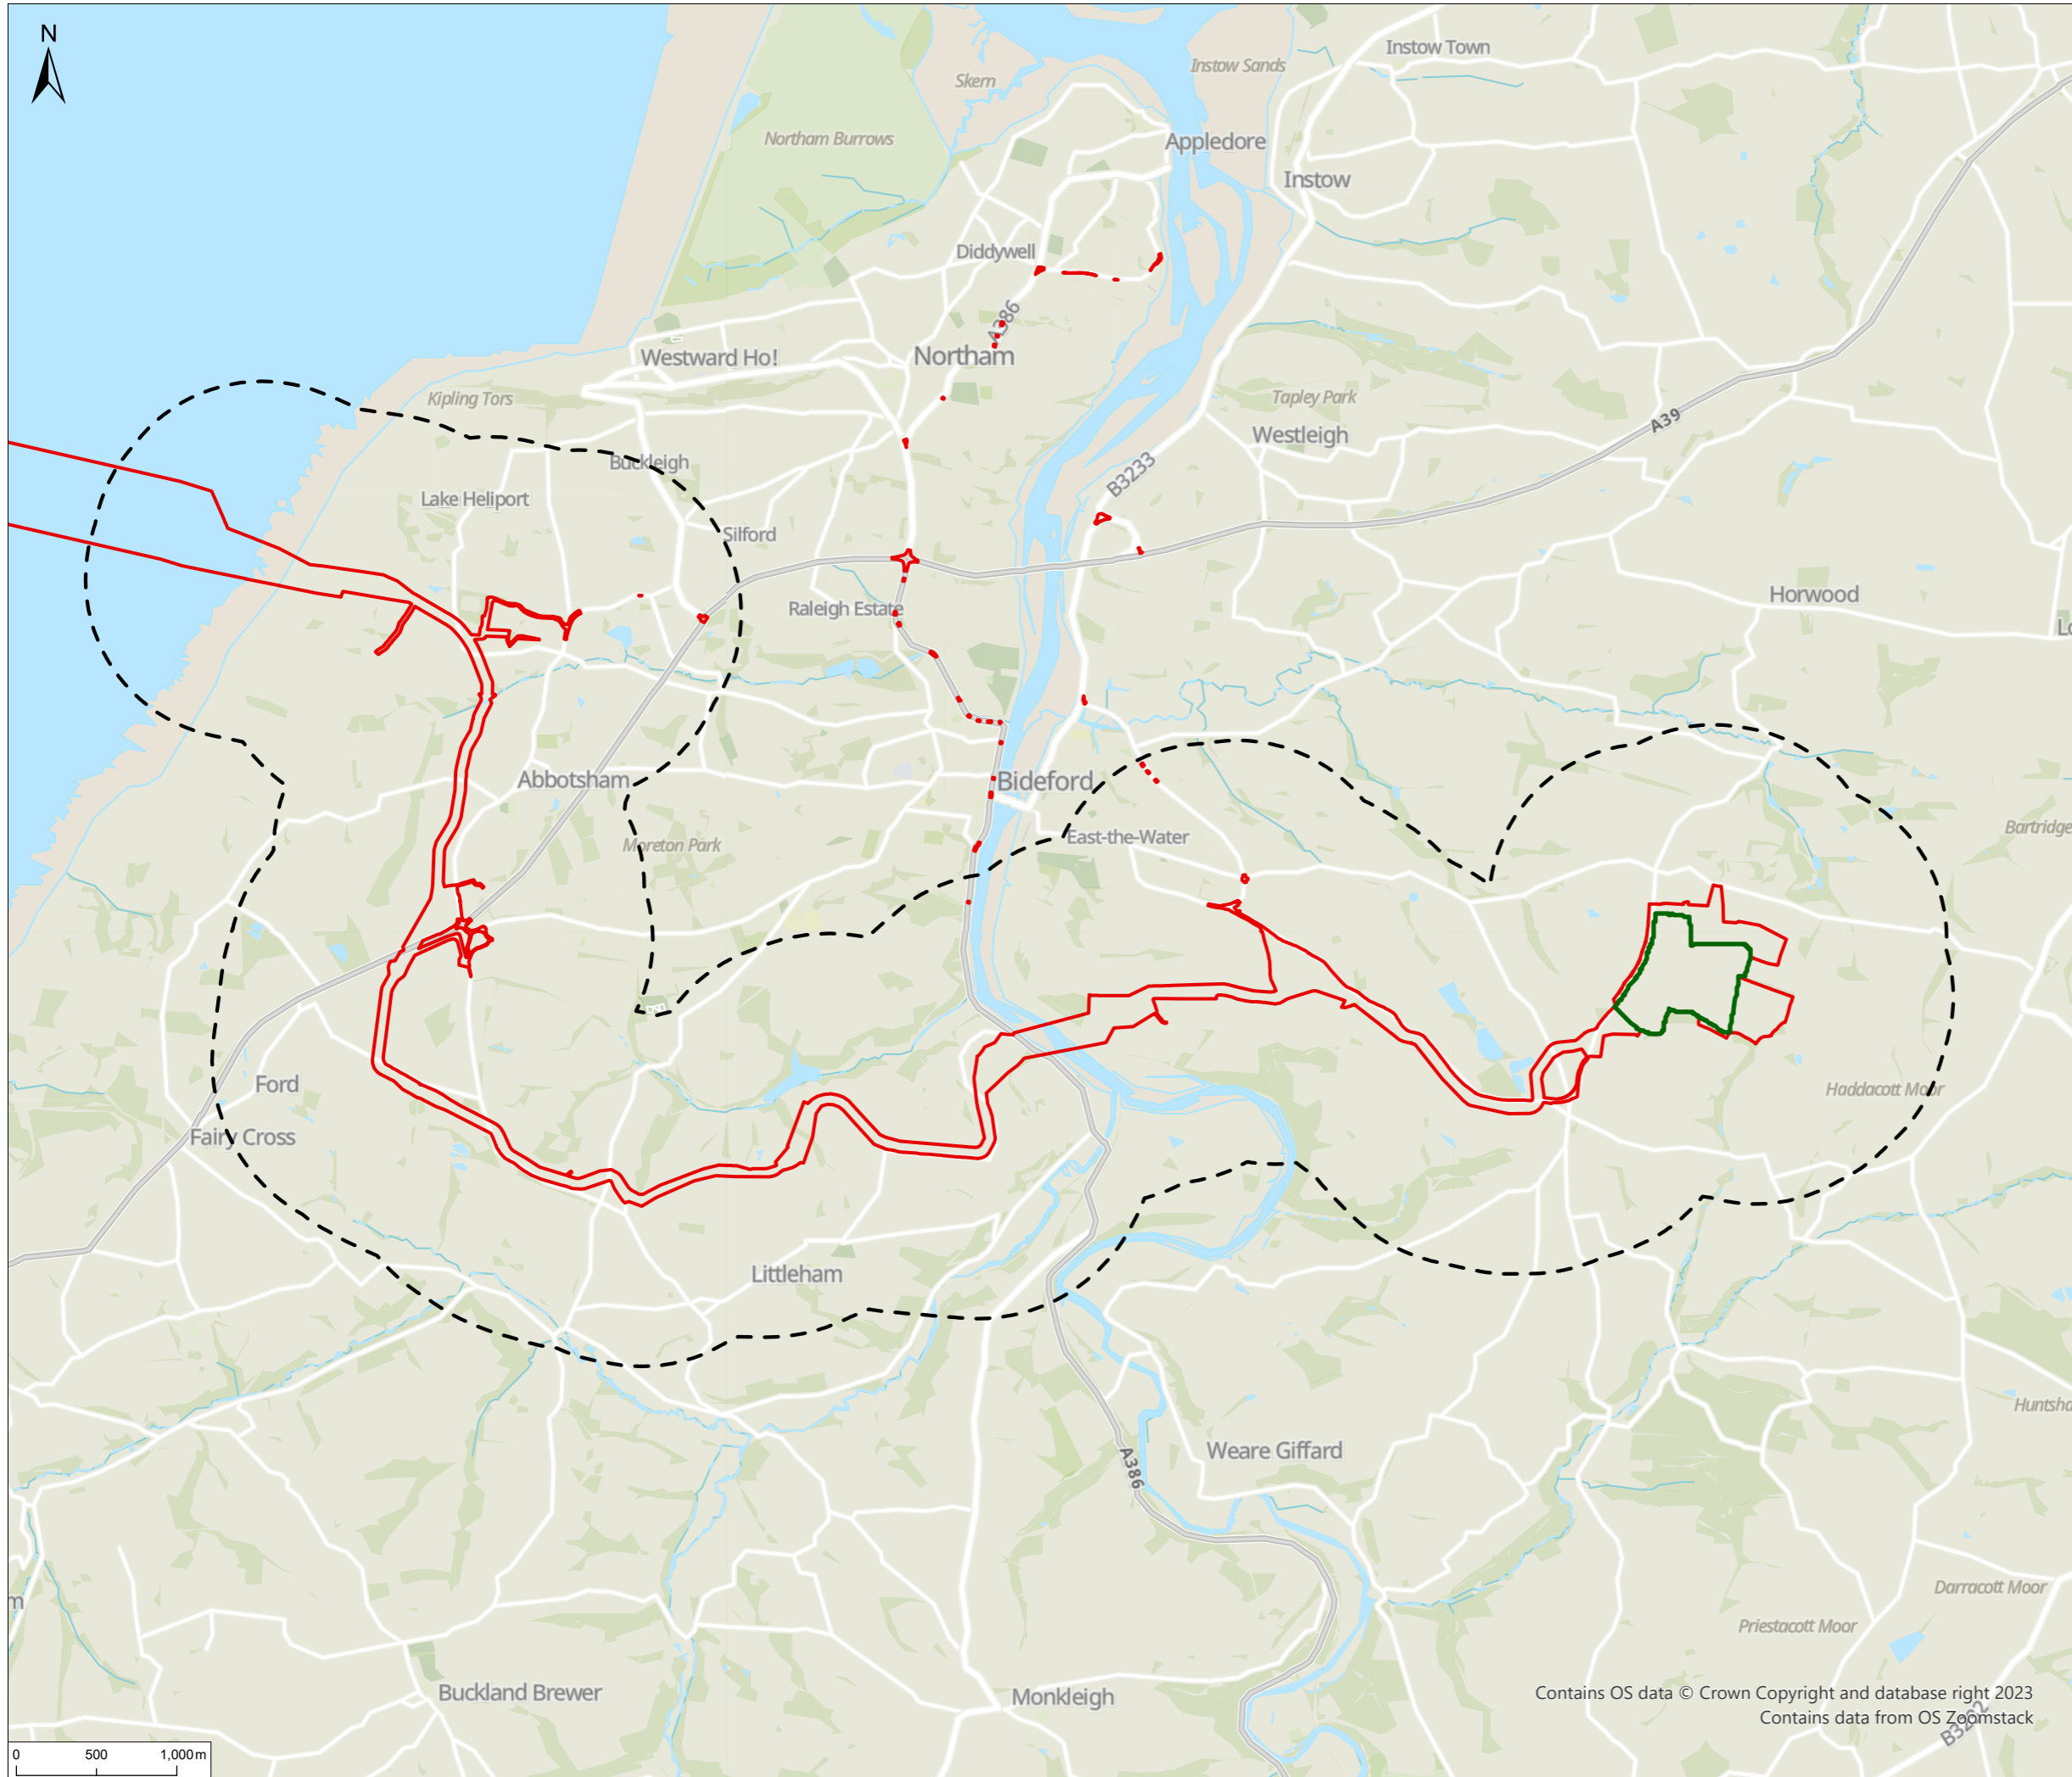 N
Instow Town
Instow Sands
Skern
Northam Burrows
Appledore
Instow
Diddywell
A386
Westward Ho!
Northam
Kipling Tors
Tapley Park
A39
Westleigh
Buckleigh
B3233
Lake Heliport
Silford
Horwood
Raleigh Estate
Lo
Abbotsham
Bideford
Bartridge
East-the-Water
Moreton Park
Ford
Haddacott Moor
Fairy Cross
Littleham
Huntsha
Weare Giffard
A386
Darracott Moor
m
Priestacott Moor
Buckland Brewer
Monkleigh
Contains OS data © Crown Copyright and database right 2023
Contains data from OS Zoomstack
B3232
0 500 1,000 m